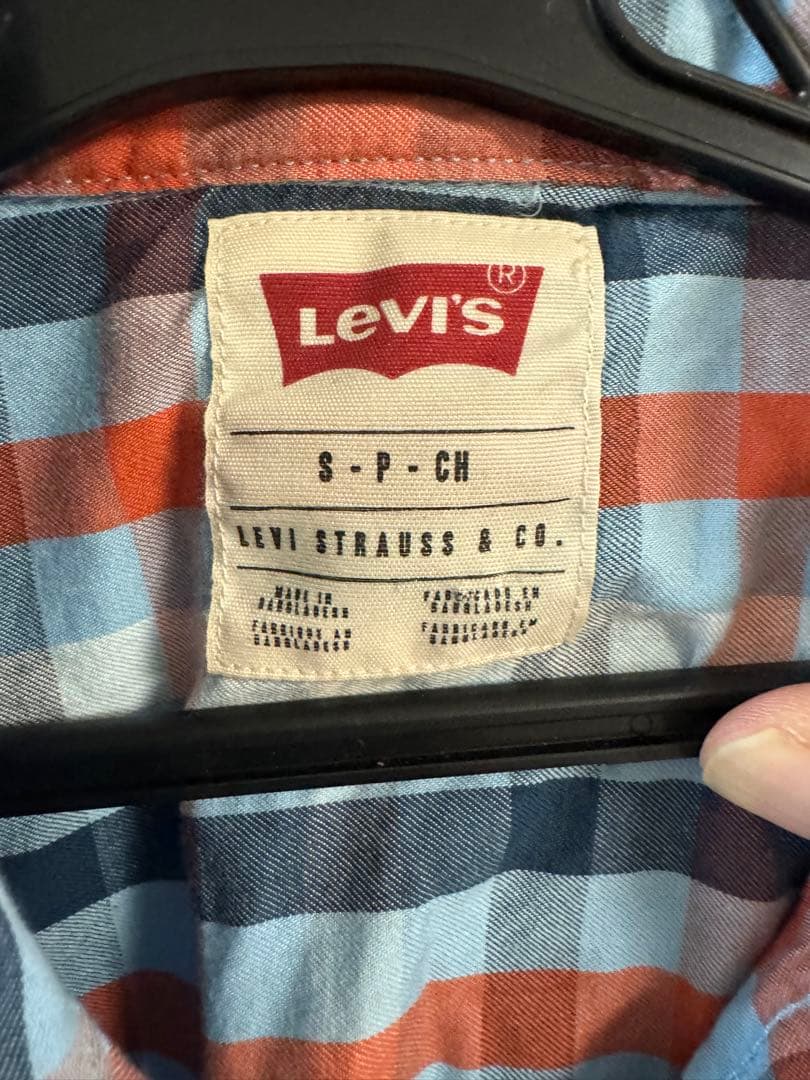 LEVI'S®
S - P - CH
LEVI STRAUSS & CO.
MADE IN
BANGLADESH
FABRIQUE AU
BANGLADESH
FABRICADO EN
BANGLADESH
FABRICADO EM
BANGLADESH